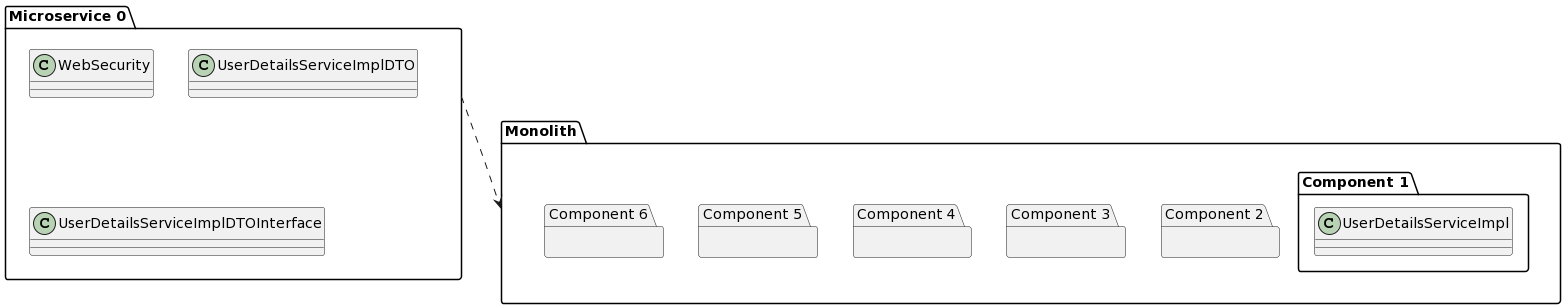 Microservice 0
C WebSecurity
C UserDetailsServiceImplDTO
C UserDetailsServiceImplDTOInterface
Monolith
Component 6
Component 5
Component 4
Component 3
Component 2
Component 1
C UserDetailsServiceImpl